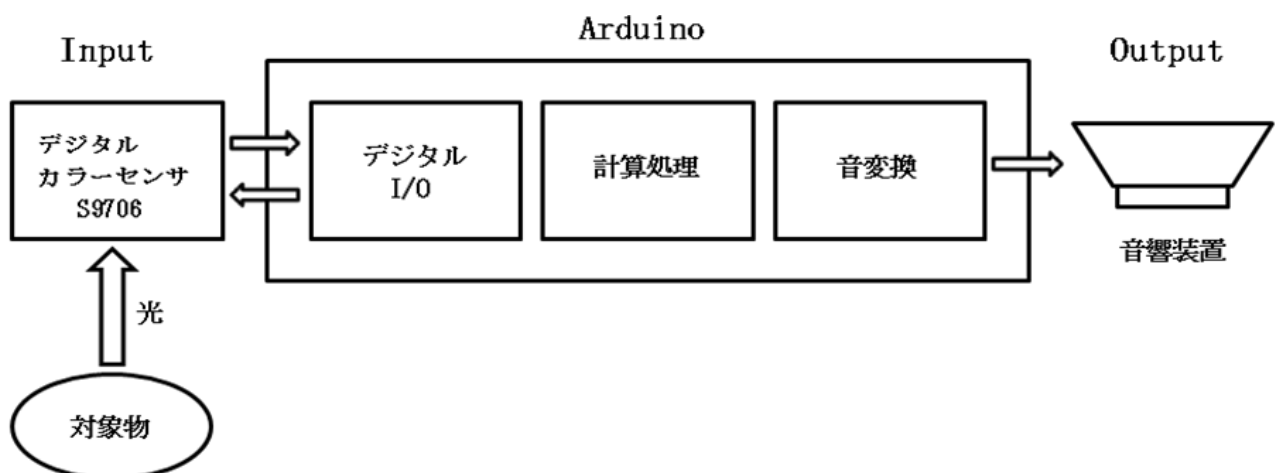 Input
Arduino
Output
デジタル
カラーセンサ
S9706
デジタル
I/O
計算処理
音変換
音響装置
光
対象物